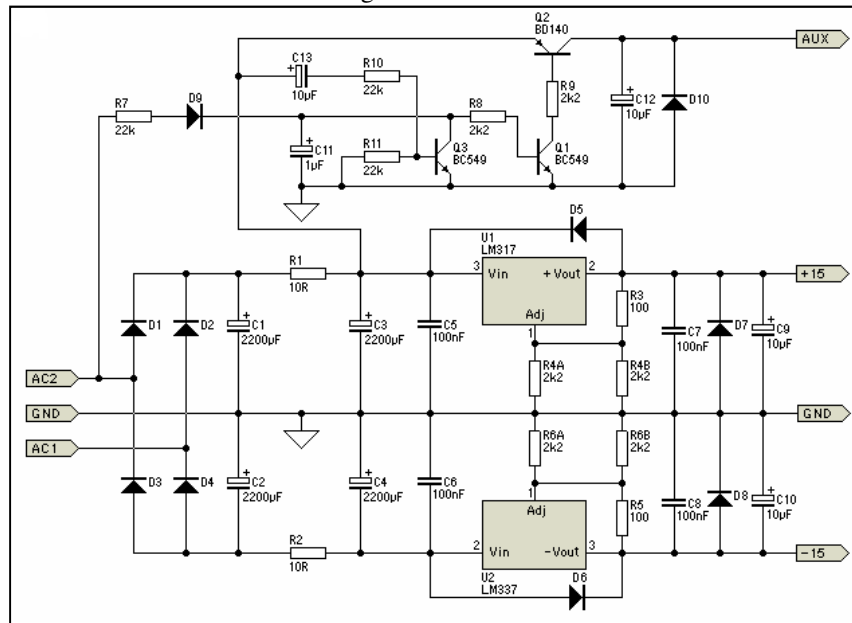 Q2
BD140
AUX
C13
10µF
R10
22k
R9
2k2
C12
10µF
D10
R7
22k
D9
R8
2k2
C11
1µF
R11
22k
Q3
BC549
Q1
BC549
D5
U1
LM317
R1
10R
3 Vin
+Vout 2
+15
Adj
1
R3
100
D1
D2
C1
2200µF
C3
2200µF
C5
100nF
C7
100nF
D7
C9
10µF
R4A
2k2
R4B
2k2
AC2
GND
GND
AC1
R6A
2k2
R6B
2k2
D3
D4
C2
2200µF
C4
2200µF
C6
100nF
1
Adj
R5
100
C8
100nF
D8
C10
10µF
R2
10R
2 Vin
-Vout 3
-15
U2
LM337
D6